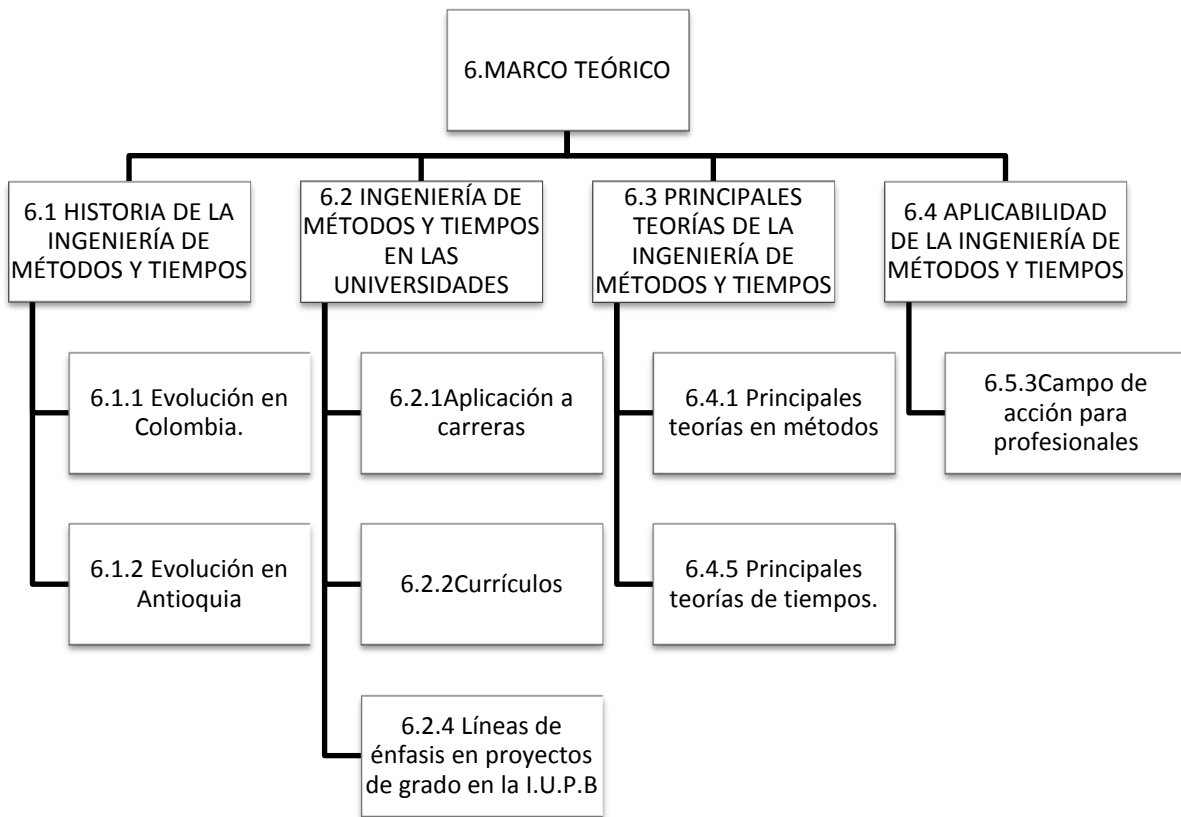 6.MARCO TEÓRICO
6.1 HISTORIA DE LA
INGENIERÍA DE
MÉTODOS Y TIEMPOS
6.1.1 Evolución en
Colombia.
6.1.2 Evolución en
Antioquia
6.2 INGENIERÍA DE
MÉTODOS Y TIEMPOS
EN LAS
UNIVERSIDADES
6.2.1Aplicación a
carreras
6.2.2Currículos
6.2.4 Líneas de
énfasis en proyectos
de grado en la I.U.P.B
6.3 PRINCIPALES
TEORÍAS DE LA
INGENIERÍA DE
MÉTODOS Y TIEMPOS
6.4.1 Principales
teorías en métodos
6.4.5 Principales
teorías de tiempos.
6.4 APLICABILIDAD
DE LA INGENIERÍA DE
MÉTODOS Y TIEMPOS
6.5.3Campo de
acción para
profesionales